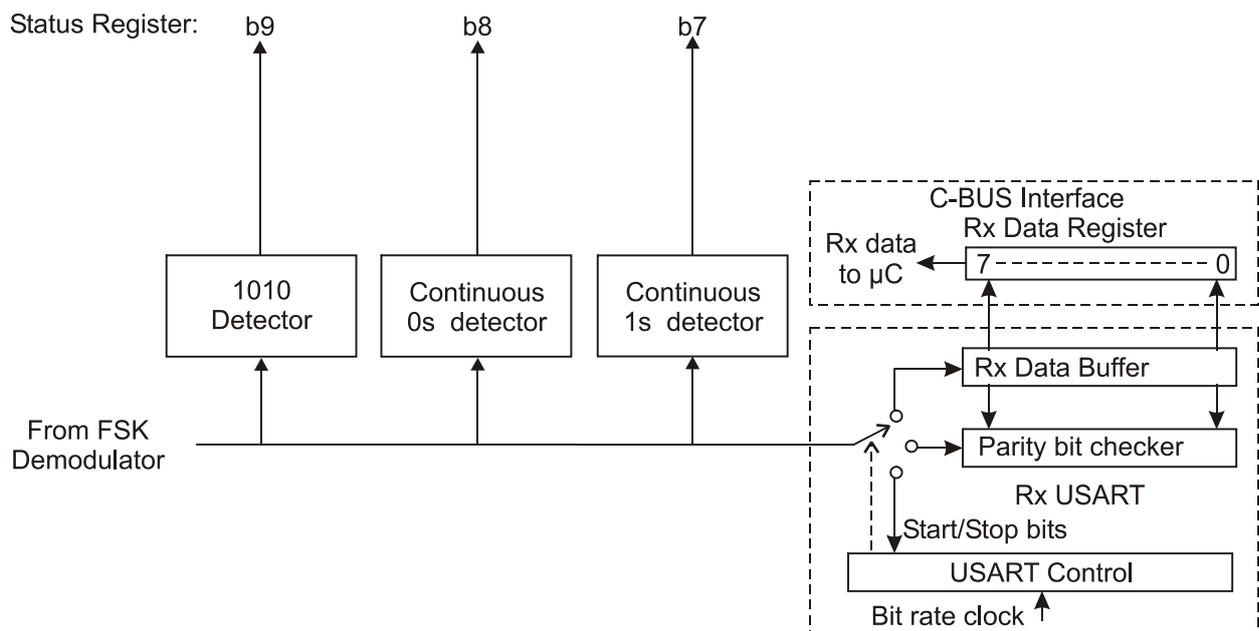 Status Register:
b9
b8
b7
C-BUS Interface
Rx Data Register
Rx data
to µC
7
0
1010
Detector
Continuous
0s detector
Continuous
1s detector
Rx Data Buffer
From FSK
Demodulator
Parity bit checker
Rx USART
Start/Stop bits
USART Control
Bit rate clock